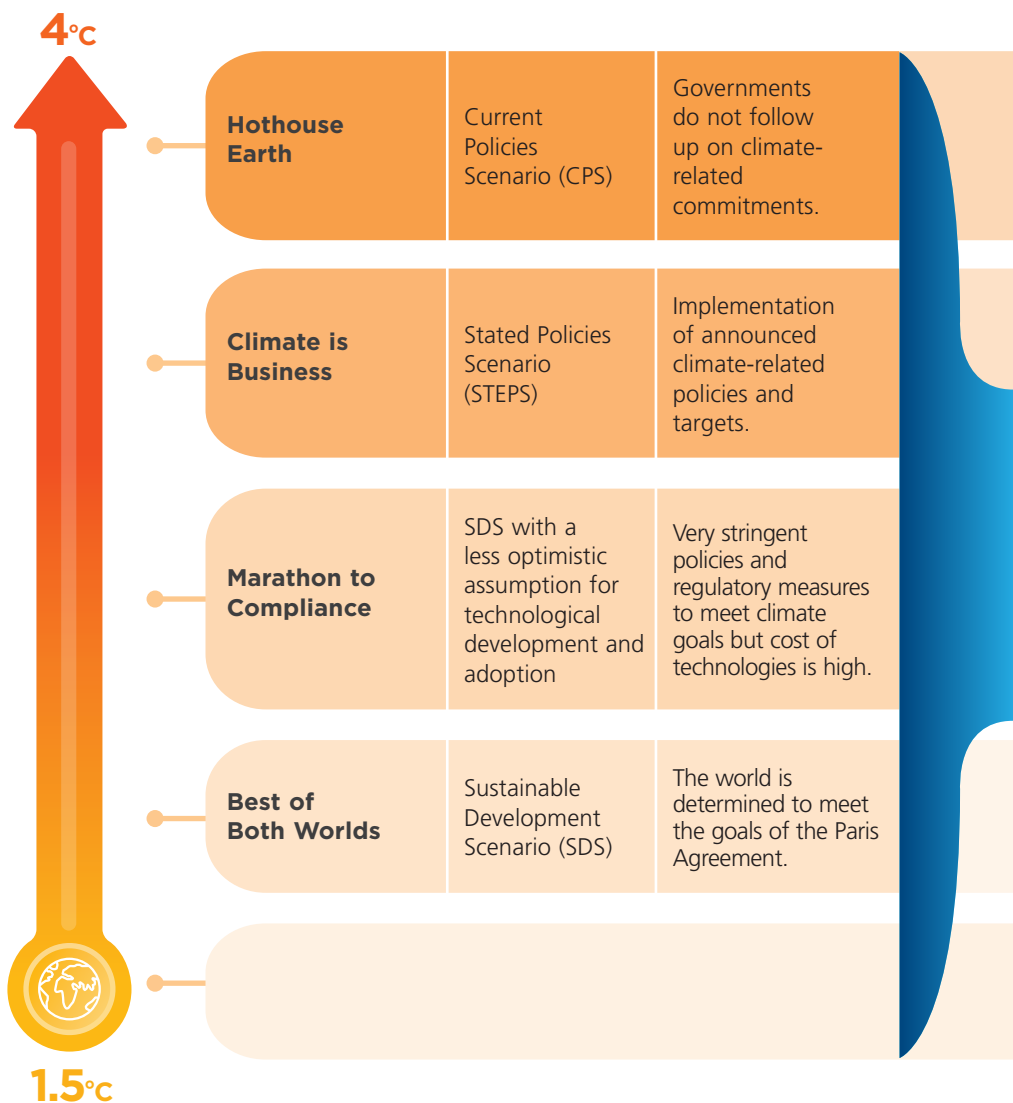 4°C
Hothouse
Earth
Current
Policies
Scenario (CPS)
Governments
do not follow
up on climate-
related
commitments.
Climate is
Business
Stated Policies
Scenario
(STEPS)
Implementation
of announced
climate-related
policies and
targets.
Marathon to
Compliance
SDS with a
less optimistic
assumption for
technological
development and
adoption
Very stringent
policies and
regulatory measures
to meet climate
goals but cost of
technologies is high.
Best of
Both Worlds
Sustainable
Development
Scenario (SDS)
The world is
determined to meet
the goals of the Paris
Agreement.
1.5°C